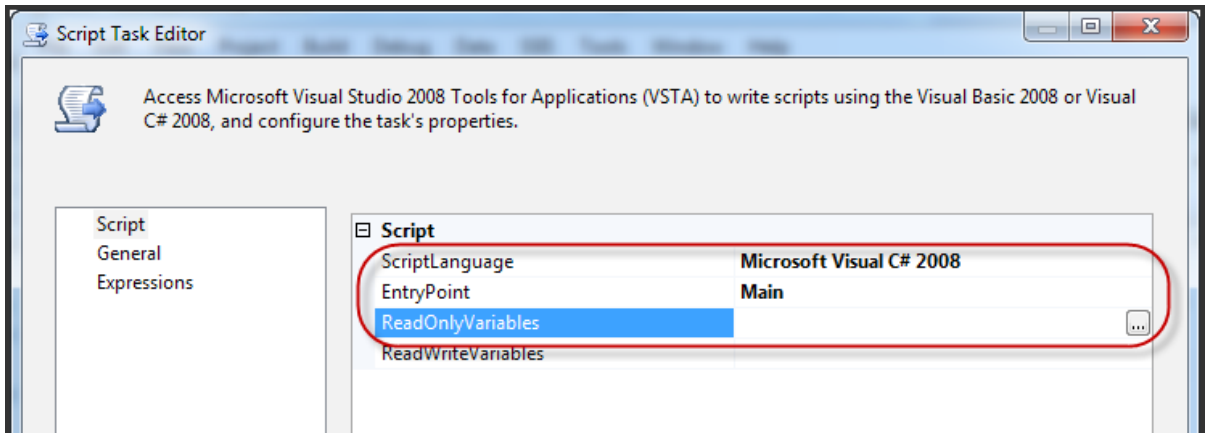 Script Task Editor
Access Microsoft Visual Studio 2008 Tools for Applications (VSTA) to write scripts using the Visual Basic 2008 or Visual
C# 2008, and configure the task's properties.
Script
General
Expressions
Script
ScriptLanguage Microsoft Visual C# 2008
EntryPoint Main
ReadOnlyVariables ...
ReadWriteVariables